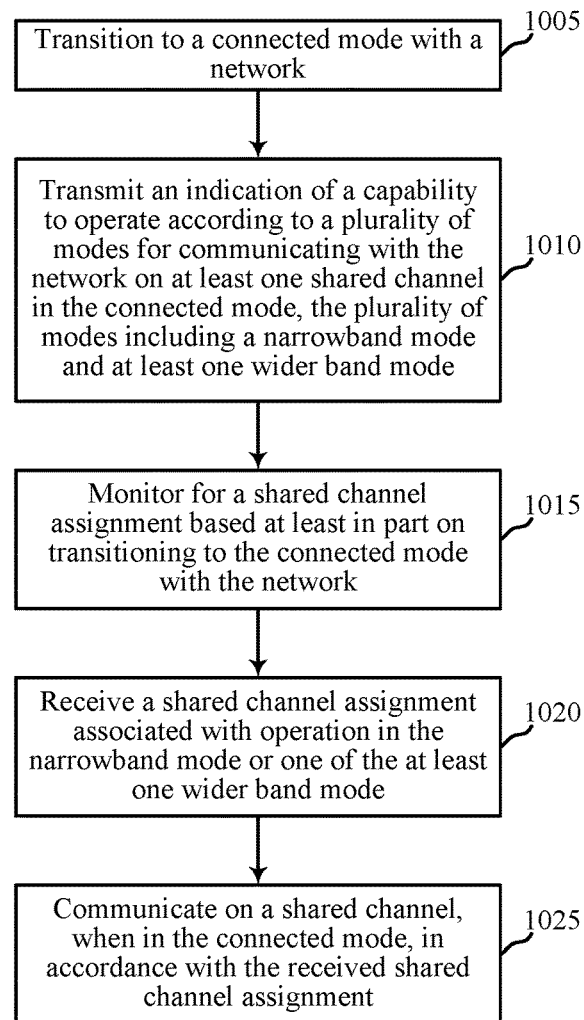 1005
Transition to a connected mode with a
network
1010
Transmit an indication of a capability
to operate according to a plurality of
modes for communicating with the
network on at least one shared channel
in the connected mode, the plurality of
modes including a narrowband mode
and at least one wider band mode
1015
Monitor for a shared channel
assignment based at least in part on
transitioning to the connected mode
with the network
1020
Receive a shared channel assignment
associated with operation in the
narrowband mode or one of the at least
one wider band mode
1025
Communicate on a shared channel,
when in the connected mode, in
accordance with the received shared
channel assignment